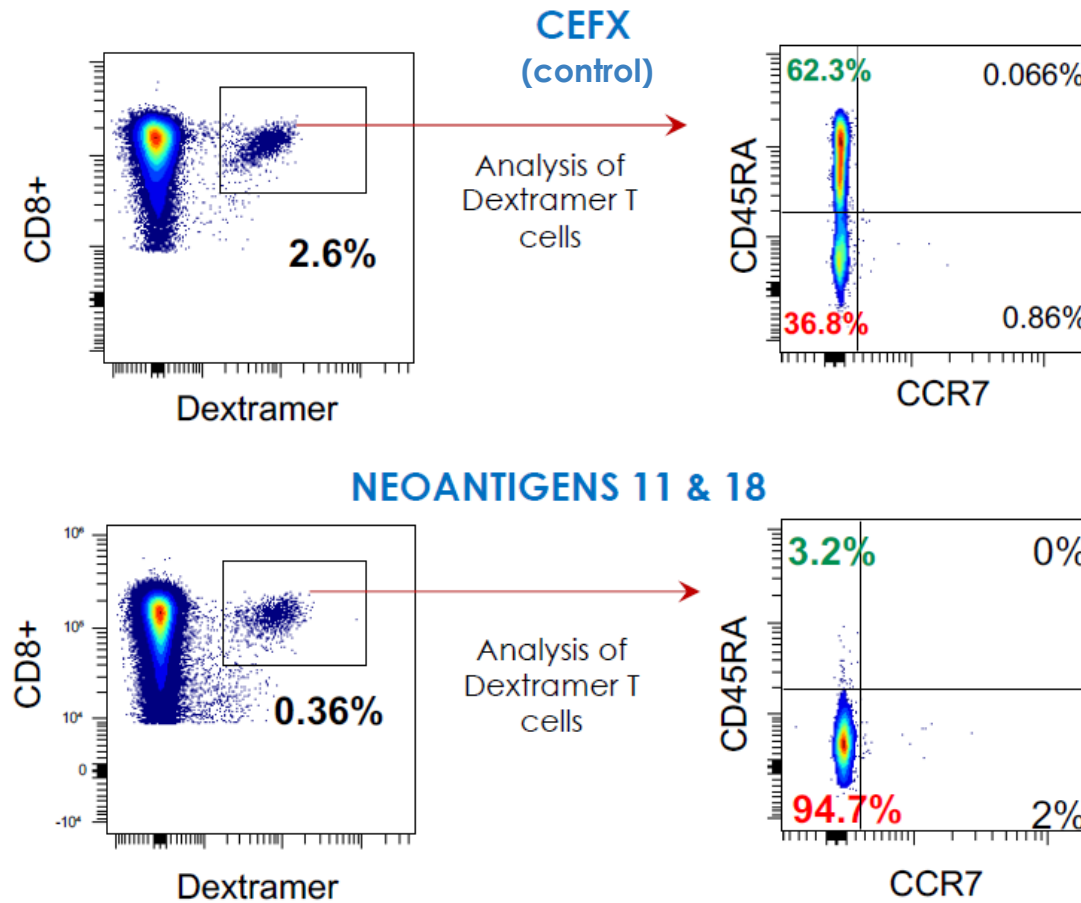 CEFX
(control)
62.3%
0.066%
CD8+
Analysis of
Dextramer T
cells
CD45RA
2.6%
36.8%
0.86%
Dextramer
CCR7
NEOANTIGENS 11 & 18
10⁶
3.2%
0%
CD8+
10⁵
Analysis of
Dextramer T
cells
CD45RA
0.36%
10⁴
0
94.7%
2%
-10⁴
Dextramer
CCR7